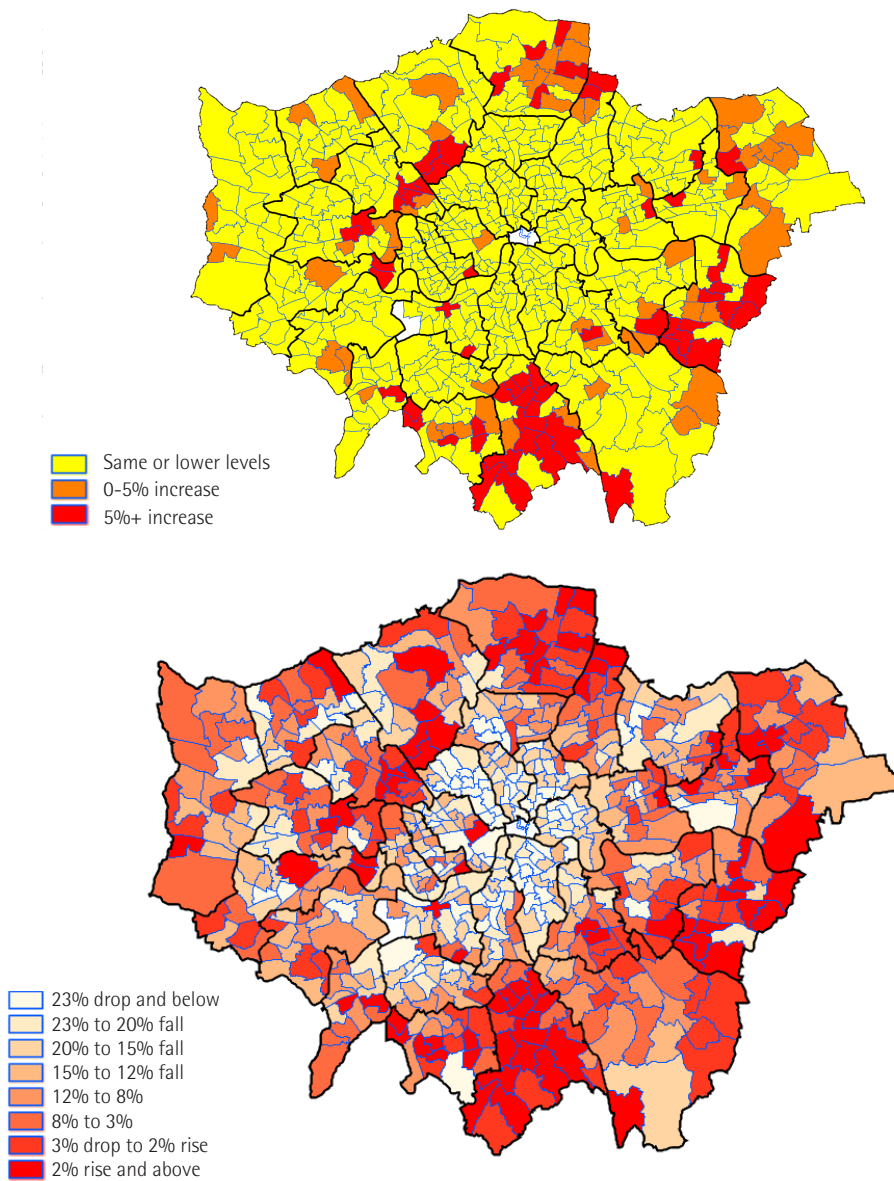 Same or lower levels
0-5% increase
5%+ increase
23% drop and below
23% to 20% fall
20% to 15% fall
15% to 12% fall
12% to 8%
8% to 3%
3% drop to 2% rise
2% rise and above